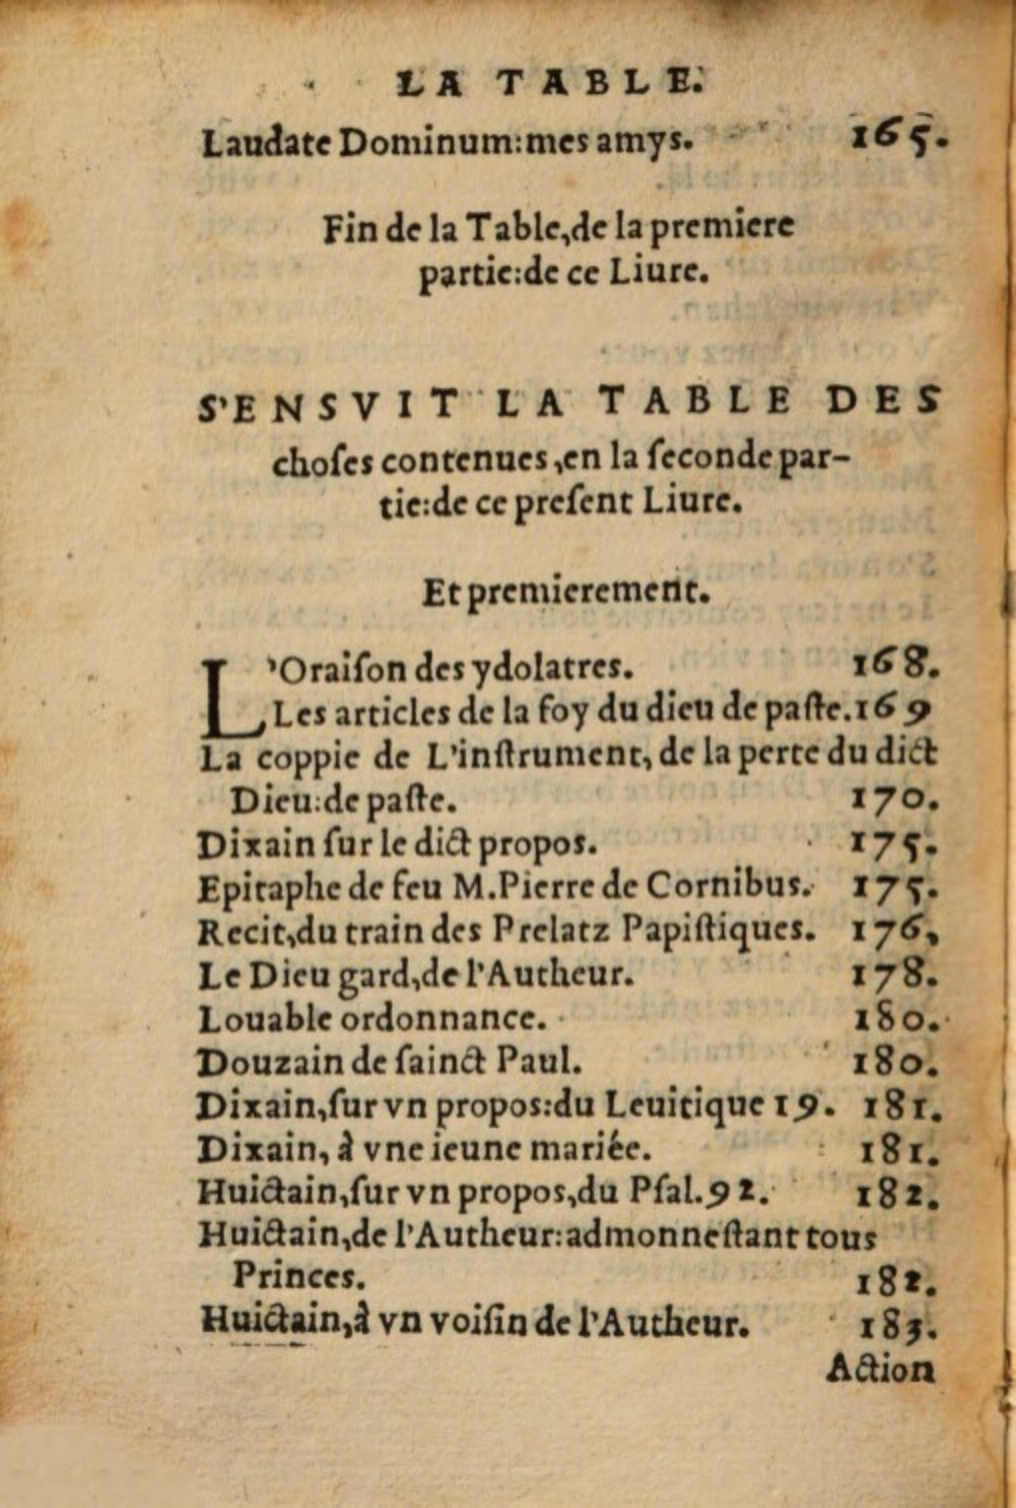 LA TABLE.
Laudate Dominum:mes amys. 165.
Fin de la Table,de la premiere
partie:de ce Liure.
S'ENSVIT LA TABLE DES
choſes contenues,en la ſeconde par-
tie:de ce preſent Liure.
Et premierement.
L'Oraiſon des ydolatres. 168.
Les articles de la foy du dieu de paſte. 169
La coppie de L'inſtrument, de la perte du dict
Dieu:de paſte. 170.
Dixain ſur le dict propos. 175.
Epitaphe de feu M.Pierre de Cornibus. 175.
Recit,du train des Prelatz Papiſtiques. 176,
Le Dieu gard,de l'Autheur. 178.
Louable ordonnance. 180.
Douzain de ſainct Paul. 180.
Dixain,ſur vn propos:du Leuitique 19. 181.
Dixain, à vne ieune mariée. 181.
Huictain,ſur vn propos,du Pſal.92. 182.
Huictain,de l'Autheur:admonneſtant tous
Princes. 182.
Huictain,à vn voiſin de l'Autheur. 183.
Action